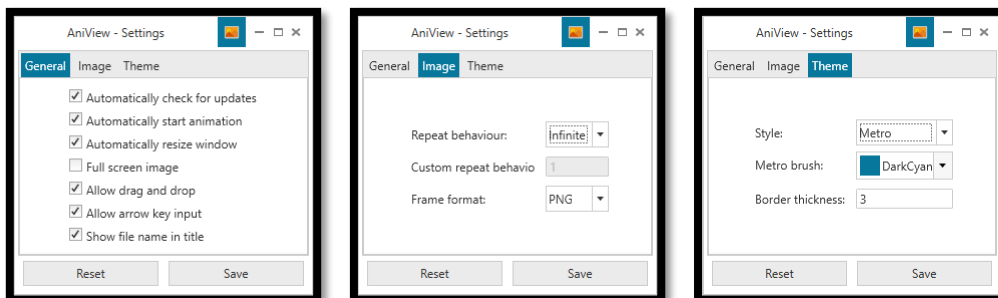 AniView - Settings
General Image Theme
Automatically check for updates
Automatically start animation
Automatically resize window
Full screen image
Allow drag and drop
Allow arrow key input
Show file name in title
Reset Save
AniView - Settings
General Image Theme
Repeat behaviour: Infinite
Custom repeat behavio 1
Frame format: PNG
Reset Save
AniView - Settings
General Image Theme
Style: Metro
Metro brush: DarkCyan
Border thickness: 3
Reset Save